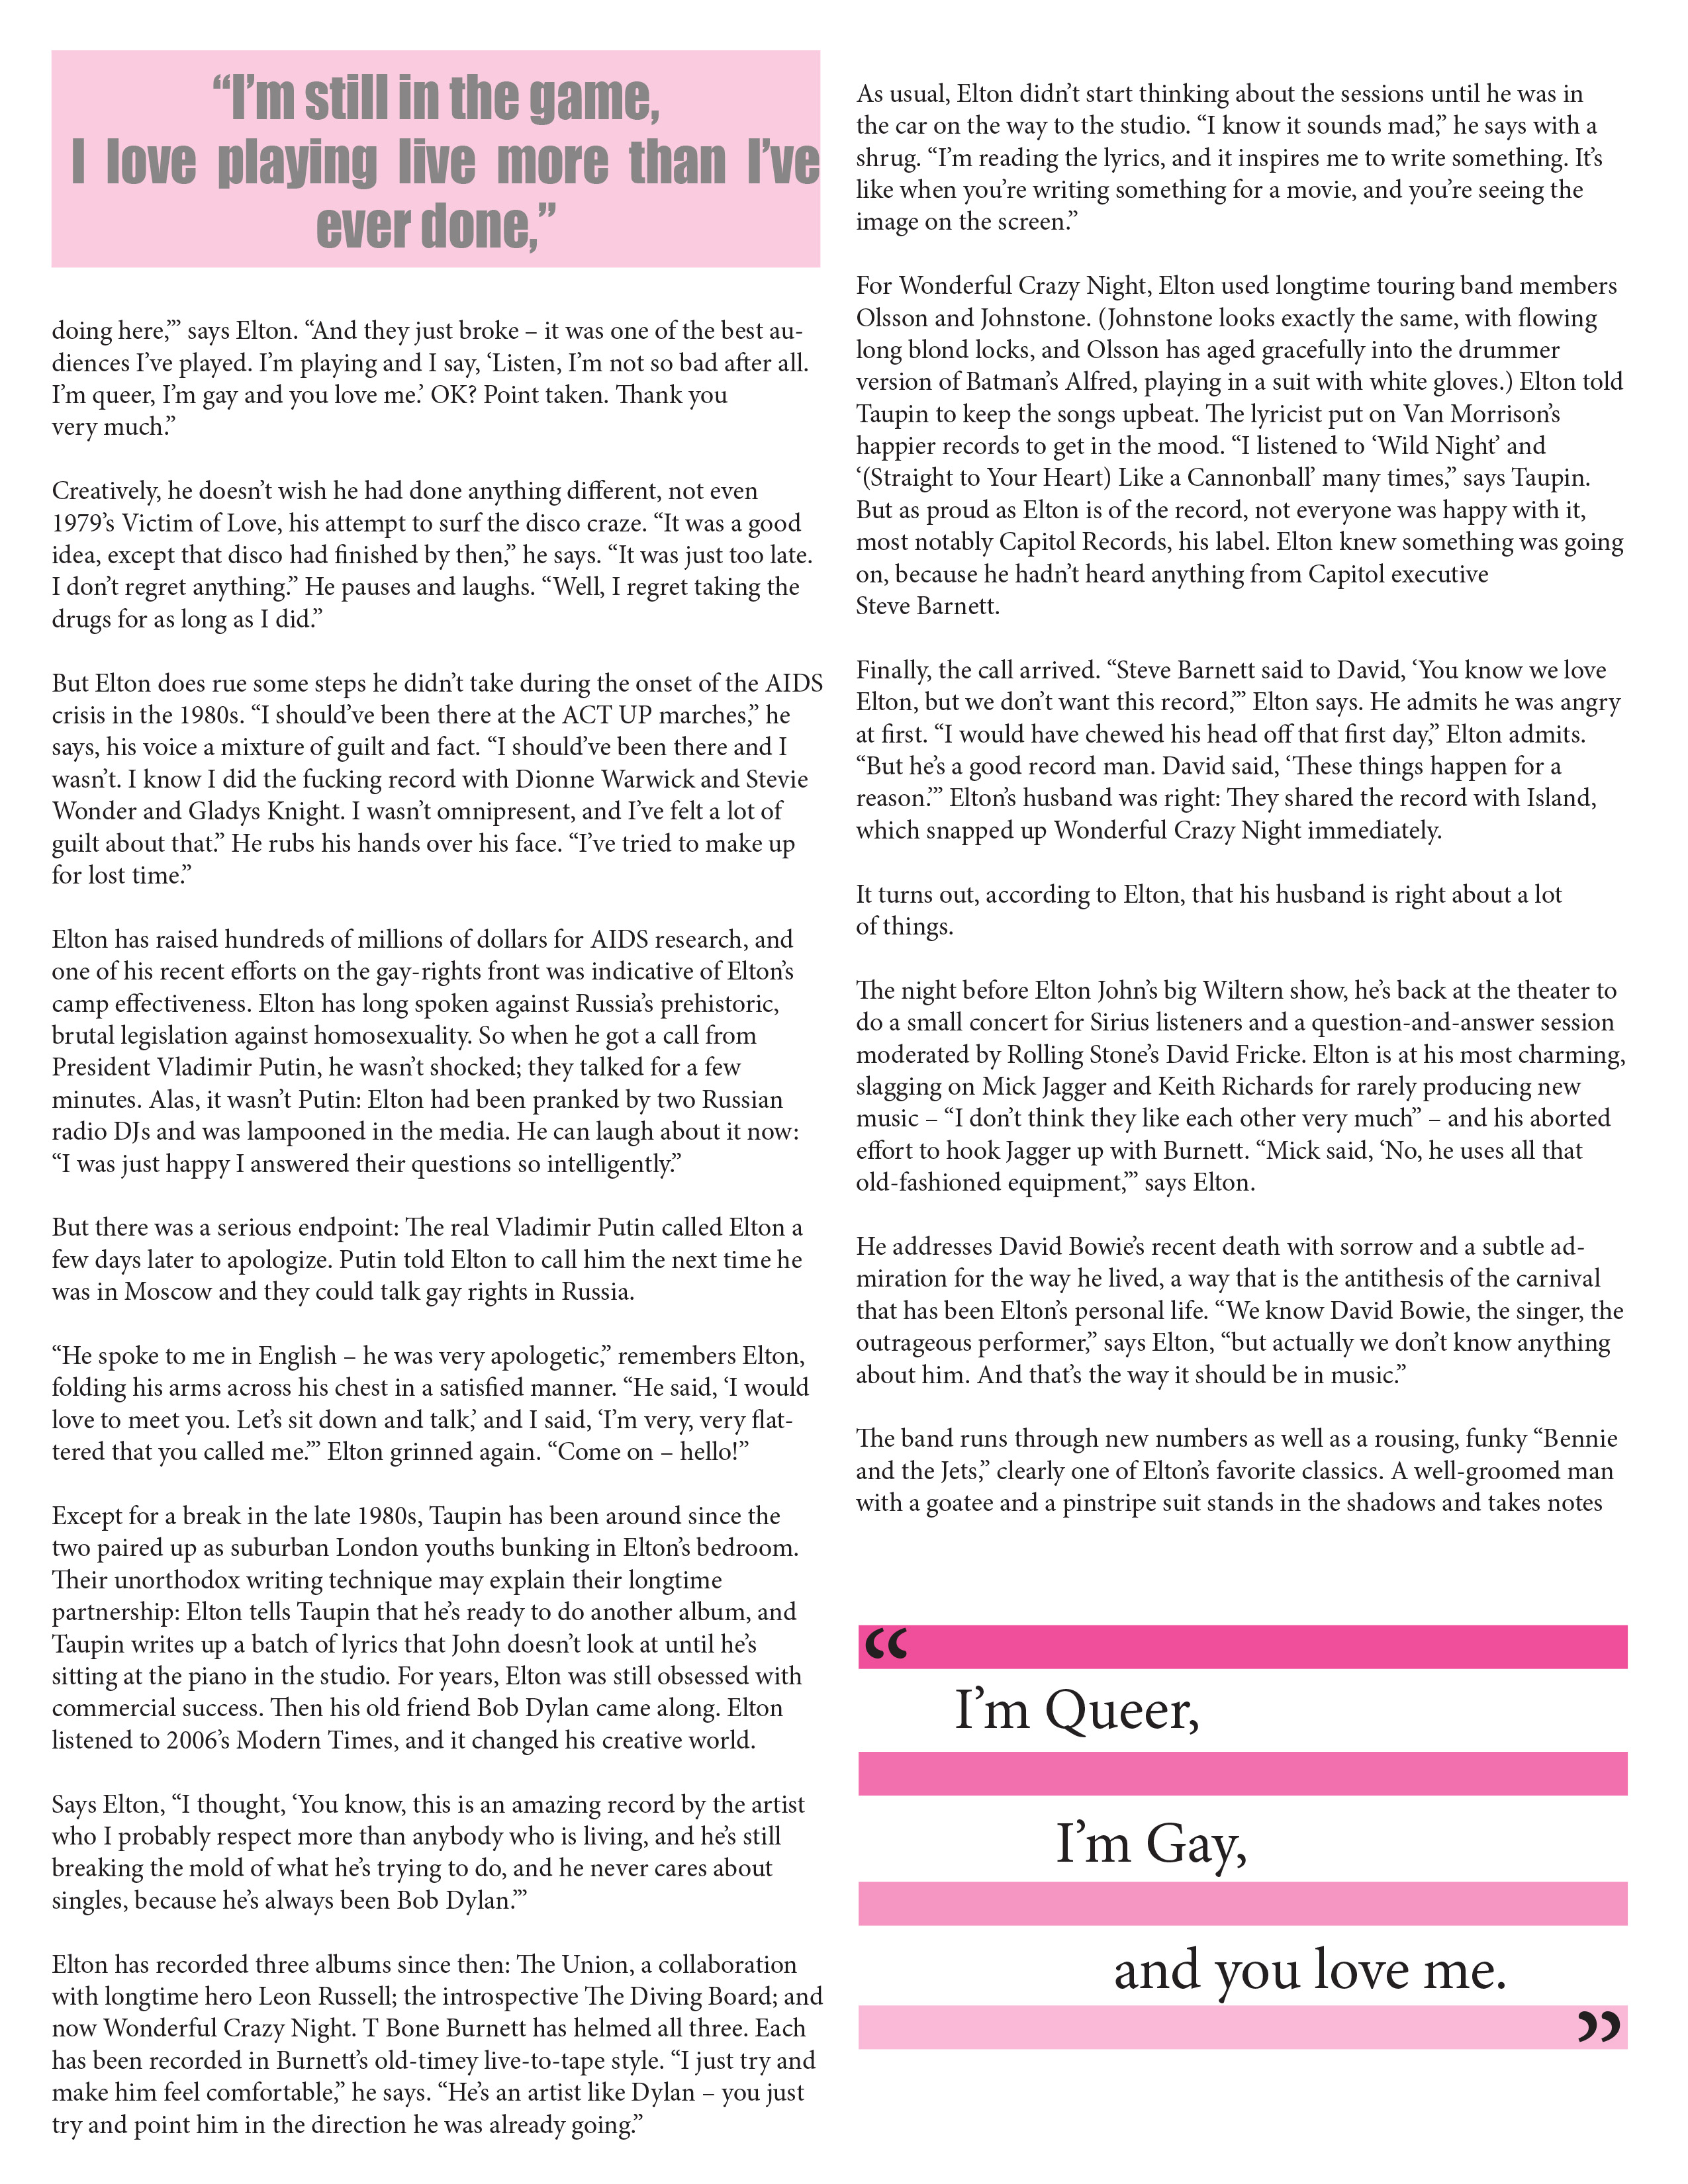 “I’m still in the game,
I love playing live more than I’ve
ever done,”
doing here,’” says Elton. “And they just broke – it was one of the best au-
diences I’ve played. I’m playing and I say, ‘Listen, I’m not so bad after all.
I’m queer, I’m gay and you love me.’ OK? Point taken. Thank you
very much.”
Creatively, he doesn’t wish he had done anything different, not even
1979’s Victim of Love, his attempt to surf the disco craze. “It was a good
idea, except that disco had finished by then,” he says. “It was just too late.
I don’t regret anything.” He pauses and laughs. “Well, I regret taking the
drugs for as long as I did.”
But Elton does rue some steps he didn’t take during the onset of the AIDS
crisis in the 1980s. “I should’ve been there at the ACT UP marches,” he
says, his voice a mixture of guilt and fact. “I should’ve been there and I
wasn’t. I know I did the fucking record with Dionne Warwick and Stevie
Wonder and Gladys Knight. I wasn’t omnipresent, and I’ve felt a lot of
guilt about that.” He rubs his hands over his face. “I’ve tried to make up
for lost time.”
Elton has raised hundreds of millions of dollars for AIDS research, and
one of his recent efforts on the gay-rights front was indicative of Elton’s
camp effectiveness. Elton has long spoken against Russia’s prehistoric,
brutal legislation against homosexuality. So when he got a call from
President Vladimir Putin, he wasn’t shocked; they talked for a few
minutes. Alas, it wasn’t Putin: Elton had been pranked by two Russian
radio DJs and was lampooned in the media. He can laugh about it now:
“I was just happy I answered their questions so intelligently.”
But there was a serious endpoint: The real Vladimir Putin called Elton a
few days later to apologize. Putin told Elton to call him the next time he
was in Moscow and they could talk gay rights in Russia.
“He spoke to me in English – he was very apologetic,” remembers Elton,
folding his arms across his chest in a satisfied manner. “He said, ‘I would
love to meet you. Let’s sit down and talk,’ and I said, ‘I’m very, very flat-
tered that you called me.’” Elton grinned again. “Come on – hello!”
Except for a break in the late 1980s, Taupin has been around since the
two paired up as suburban London youths bunking in Elton’s bedroom.
Their unorthodox writing technique may explain their longtime
partnership: Elton tells Taupin that he’s ready to do another album, and
Taupin writes up a batch of lyrics that John doesn’t look at until he’s
sitting at the piano in the studio. For years, Elton was still obsessed with
commercial success. Then his old friend Bob Dylan came along. Elton
listened to 2006’s Modern Times, and it changed his creative world.
Says Elton, “I thought, ‘You know, this is an amazing record by the artist
who I probably respect more than anybody who is living, and he’s still
breaking the mold of what he’s trying to do, and he never cares about
singles, because he’s always been Bob Dylan.’”
Elton has recorded three albums since then: The Union, a collaboration
with longtime hero Leon Russell; the introspective The Diving Board; and
now Wonderful Crazy Night. T Bone Burnett has helmed all three. Each
has been recorded in Burnett’s old-timey live-to-tape style. “I just try and
make him feel comfortable,” he says. “He’s an artist like Dylan – you just
try and point him in the direction he was already going.”
As usual, Elton didn’t start thinking about the sessions until he was in
the car on the way to the studio. “I know it sounds mad,” he says with a
shrug. “I’m reading the lyrics, and it inspires me to write something. It’s
like when you’re writing something for a movie, and you’re seeing the
image on the screen.”
For Wonderful Crazy Night, Elton used longtime touring band members
Olsson and Johnstone. (Johnstone looks exactly the same, with flowing
long blond locks, and Olsson has aged gracefully into the drummer
version of Batman’s Alfred, playing in a suit with white gloves.) Elton told
Taupin to keep the songs upbeat. The lyricist put on Van Morrison’s
happier records to get in the mood. “I listened to ‘Wild Night’ and
‘(Straight to Your Heart) Like a Cannonball’ many times,” says Taupin.
But as proud as Elton is of the record, not everyone was happy with it,
most notably Capitol Records, his label. Elton knew something was going
on, because he hadn’t heard anything from Capitol executive
Steve Barnett.
Finally, the call arrived. “Steve Barnett said to David, ‘You know we love
Elton, but we don’t want this record,’” Elton says. He admits he was angry
at first. “I would have chewed his head off that first day,” Elton admits.
“But he’s a good record man. David said, ‘These things happen for a
reason.’” Elton’s husband was right: They shared the record with Island,
which snapped up Wonderful Crazy Night immediately.
It turns out, according to Elton, that his husband is right about a lot
of things.
The night before Elton John’s big Wiltern show, he’s back at the theater to
do a small concert for Sirius listeners and a question-and-answer session
moderated by Rolling Stone’s David Fricke. Elton is at his most charming,
slagging on Mick Jagger and Keith Richards for rarely producing new
music – “I don’t think they like each other very much” – and his aborted
effort to hook Jagger up with Burnett. “Mick said, ‘No, he uses all that
old-fashioned equipment,’” says Elton.
He addresses David Bowie’s recent death with sorrow and a subtle ad-
miration for the way he lived, a way that is the antithesis of the carnival
that has been Elton’s personal life. “We know David Bowie, the singer, the
outrageous performer,” says Elton, “but actually we don’t know anything
about him. And that’s the way it should be in music.”
The band runs through new numbers as well as a rousing, funky “Bennie
and the Jets,” clearly one of Elton’s favorite classics. A well-groomed man
with a goatee and a pinstripe suit stands in the shadows and takes notes
“
I’m Queer,
I’m Gay,
and you love me.
”